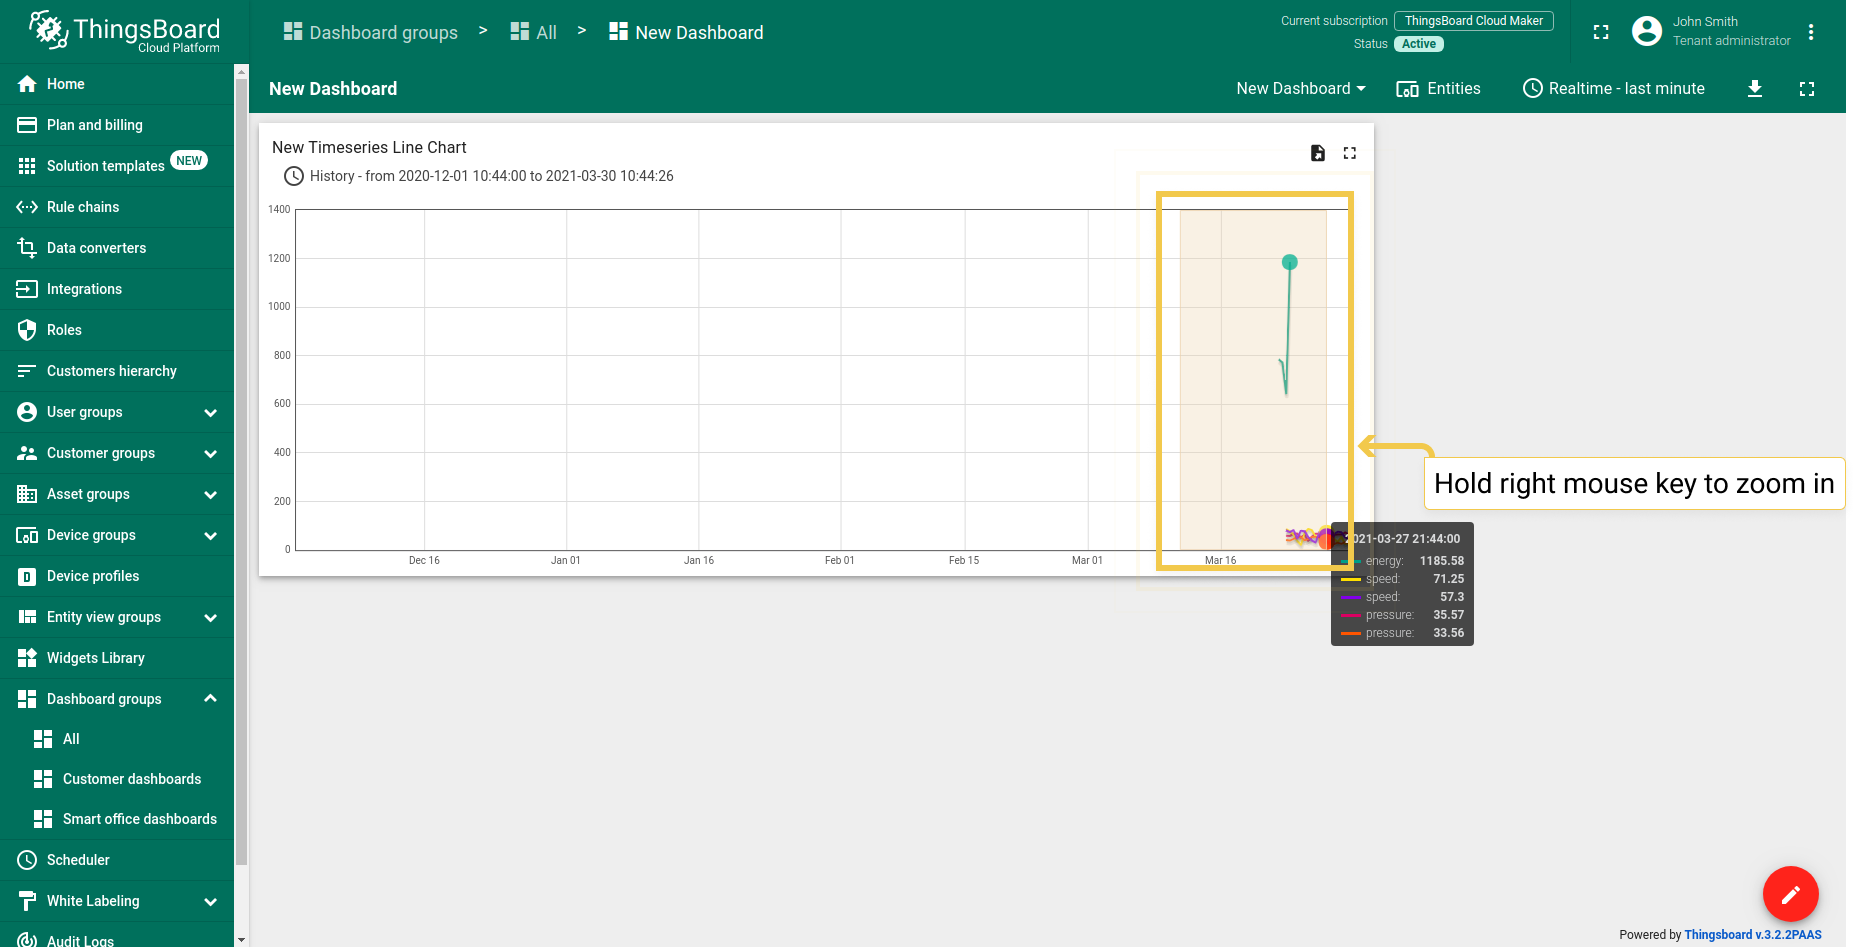 ThingsBoard
Cloud Platform
Home
Plan and billing
Solution templates NEW
Rule chains
Data converters
Integrations
Roles
Customers hierarchy
User groups
Customer groups
Asset groups
Device groups
Device profiles
Entity view groups
Widgets Library
Dashboard groups
All
Customer dashboards
Smart office dashboards
Scheduler
White Labeling
Audit Logs
Dashboard groups > All > New Dashboard
Current subscription ThingsBoard Cloud Maker
Status Active
John Smith
Tenant administrator
New Dashboard
New Dashboard Entities Realtime - last minute
New Timeseries Line Chart
History - from 2020-12-01 10:44:00 to 2021-03-30 10:44:26
1400
1200
1000
800
600
400
200
0
Dec 16 Jan 01 Jan 16 Feb 01 Feb 15 Mar 01 Mar 16
Hold right mouse key to zoom in
2021-03-27 21:44:00
energy: 1185.58
speed: 71.25
speed: 57.3
pressure: 35.57
pressure: 33.56
Powered by Thingsboard v.3.2.2PAAS